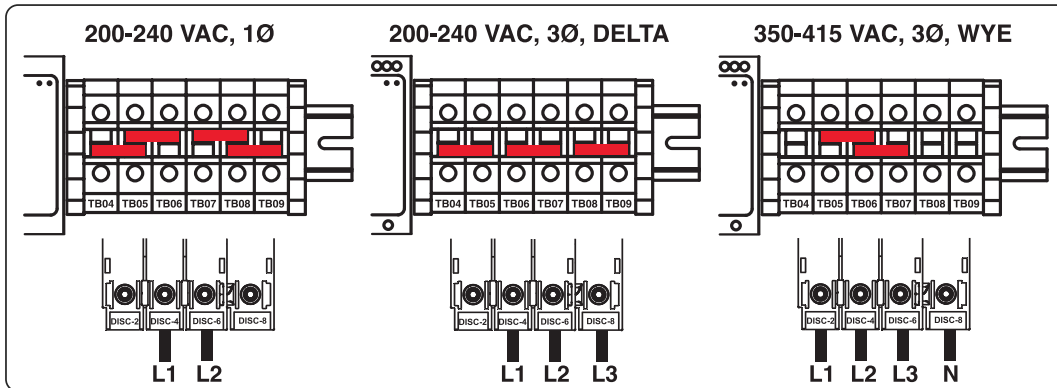 200-240 VAC, 1Ø
TB04 TB05 TB06 TB07 TB08 TB09
DISC-2 DISC-4 DISC-6 DISC-8
L1 L2
200-240 VAC, 3Ø, DELTA
TB04 TB05 TB06 TB07 TB08 TB09
DISC-2 DISC-4 DISC-6 DISC-8
L1 L2 L3
350-415 VAC, 3Ø, WYE
TB04 TB05 TB06 TB07 TB08 TB09
DISC-2 DISC-4 DISC-6 DISC-8
L1 L2 L3 N